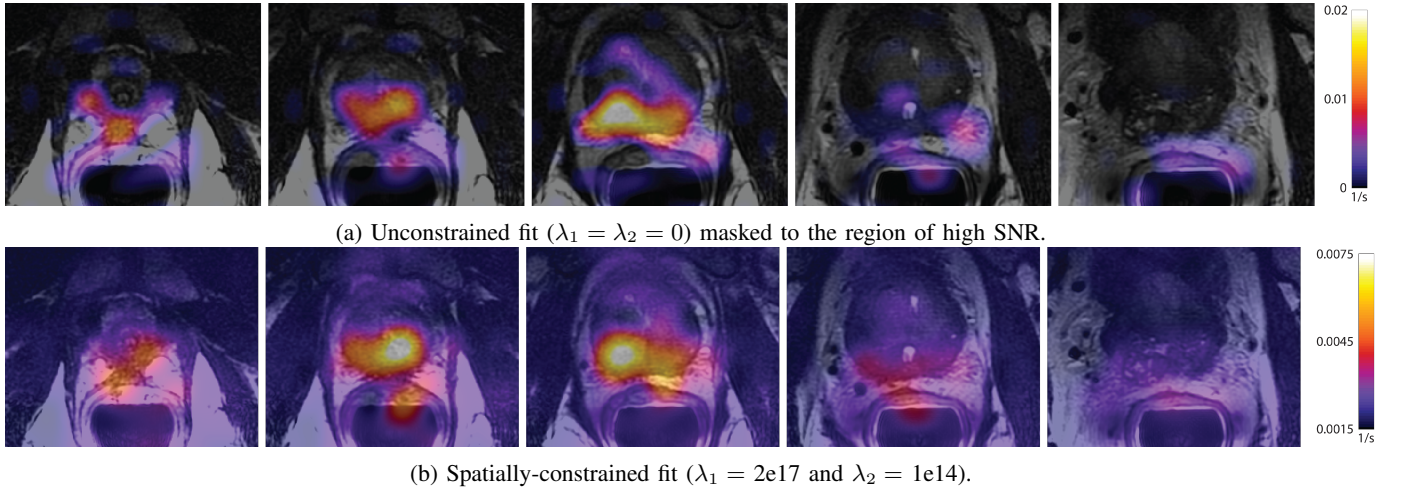 0.02
0.01
0
1/s
(a) Unconstrained fit (λ₁ = λ₂ = 0) masked to the region of high SNR.
0.0075
0.0045
0.0015
1/s
(b) Spatially-constrained fit (λ₁ = 2e17 and λ₂ = 1e14).